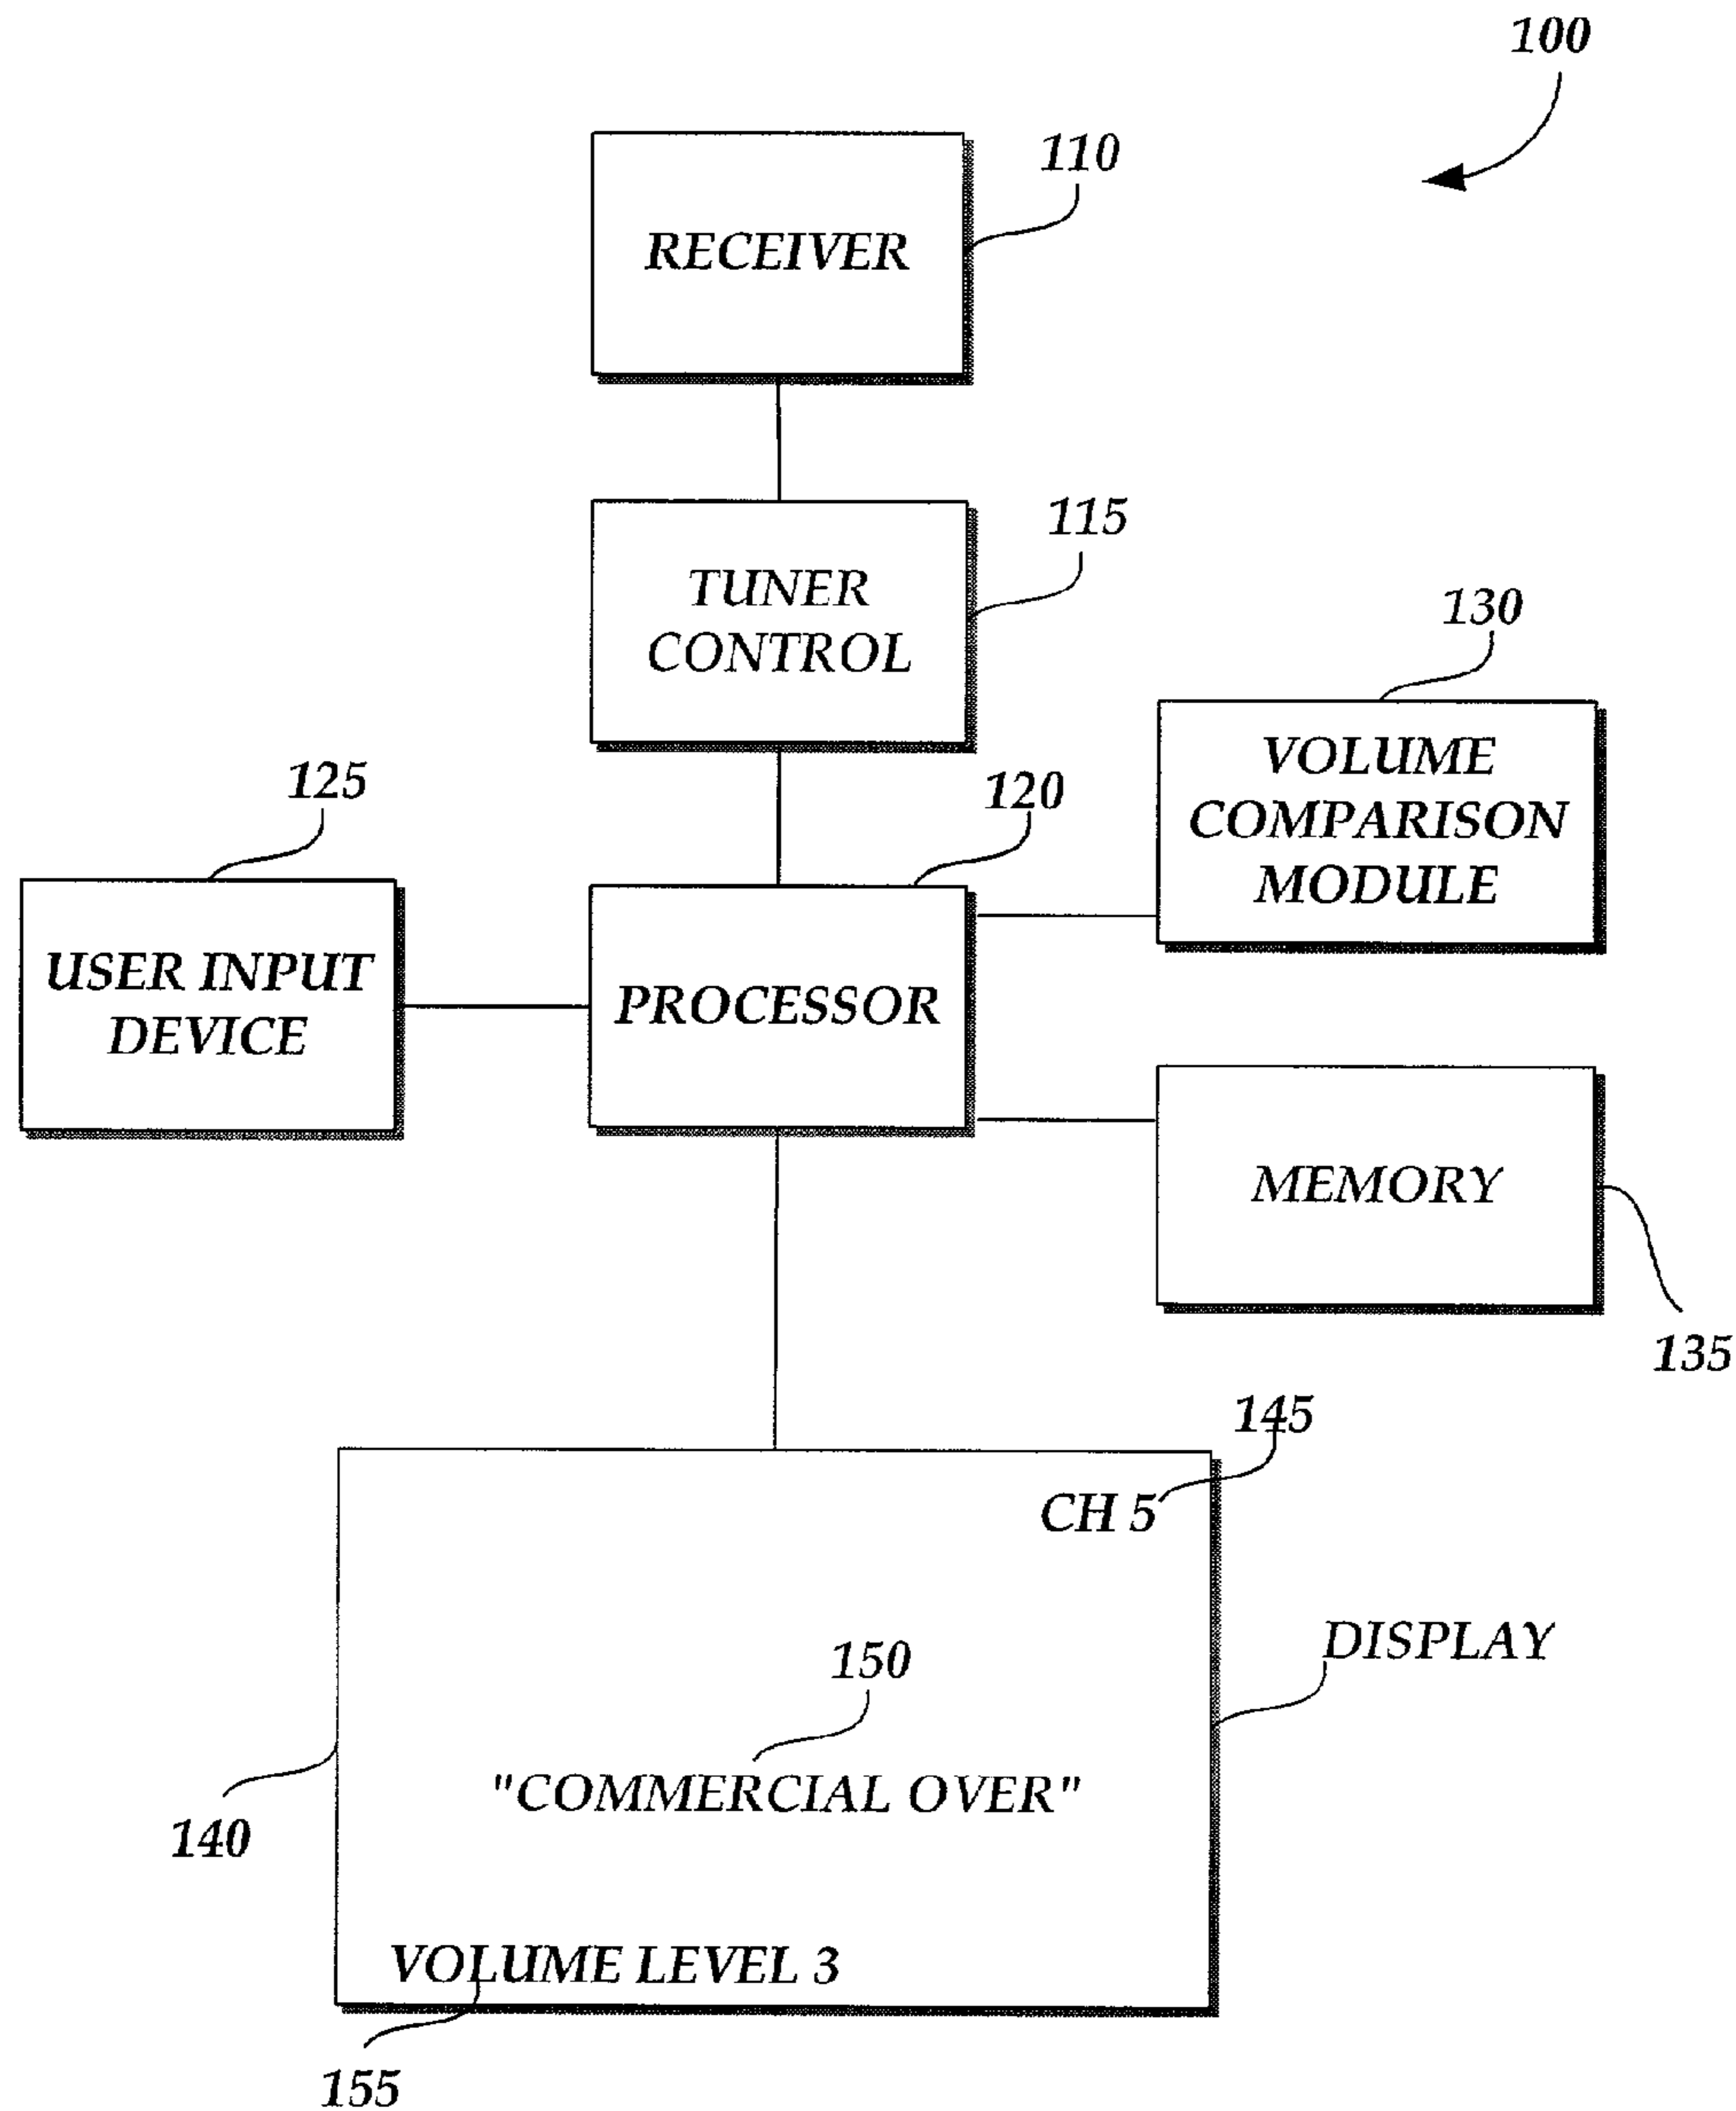 100
110
RECEIVER
115
TUNER
CONTROL
130
VOLUME
COMPARISON
MODULE
125
120
USER INPUT
DEVICE
PROCESSOR
MEMORY
135
145
CH 5
DISPLAY
150
"COMMERCIAL OVER"
140
VOLUME LEVEL 3
155